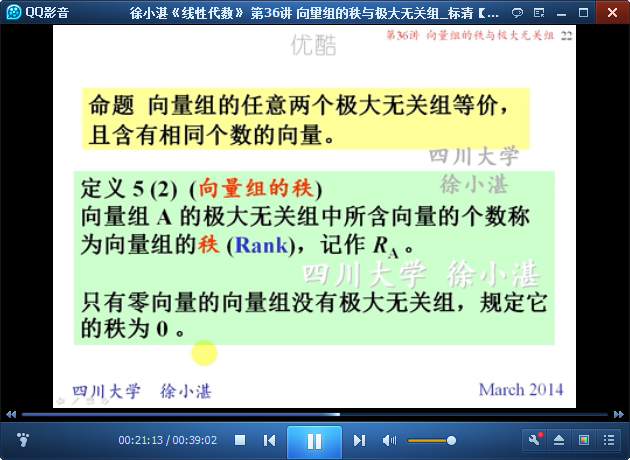 QQ影音
徐小湛《线性代数》 第36讲 向量组的秩与极大无关组_标清【...
优酷
第36讲 向量组的秩与极大无关组 22
命题 向量组的任意两个极大无关组等价，
且含有相同个数的向量。
四川大学
徐小湛
定义 5 (2) (向量组的秩)
向量组 A 的极大无关组中所含向量的个数称
为向量组的秩 (Rank)，记作 R_A 。
四川大学 徐小湛
只有零向量的向量组没有极大无关组，规定它
的秩为 0 。
四川大学 徐小湛
March 2014
00:21:13 / 00:39:02